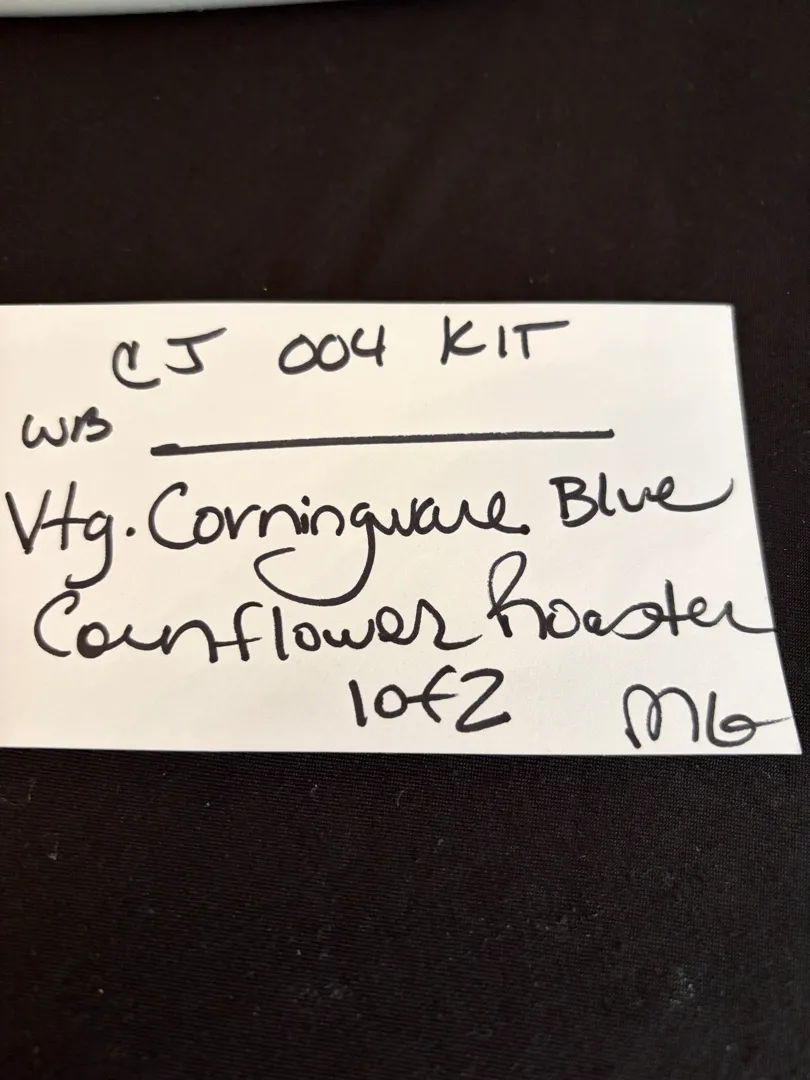 CJ 004 KIT
WB
Vtg. Corningware Blue
Cornflower Roaster
1 of 2 MG